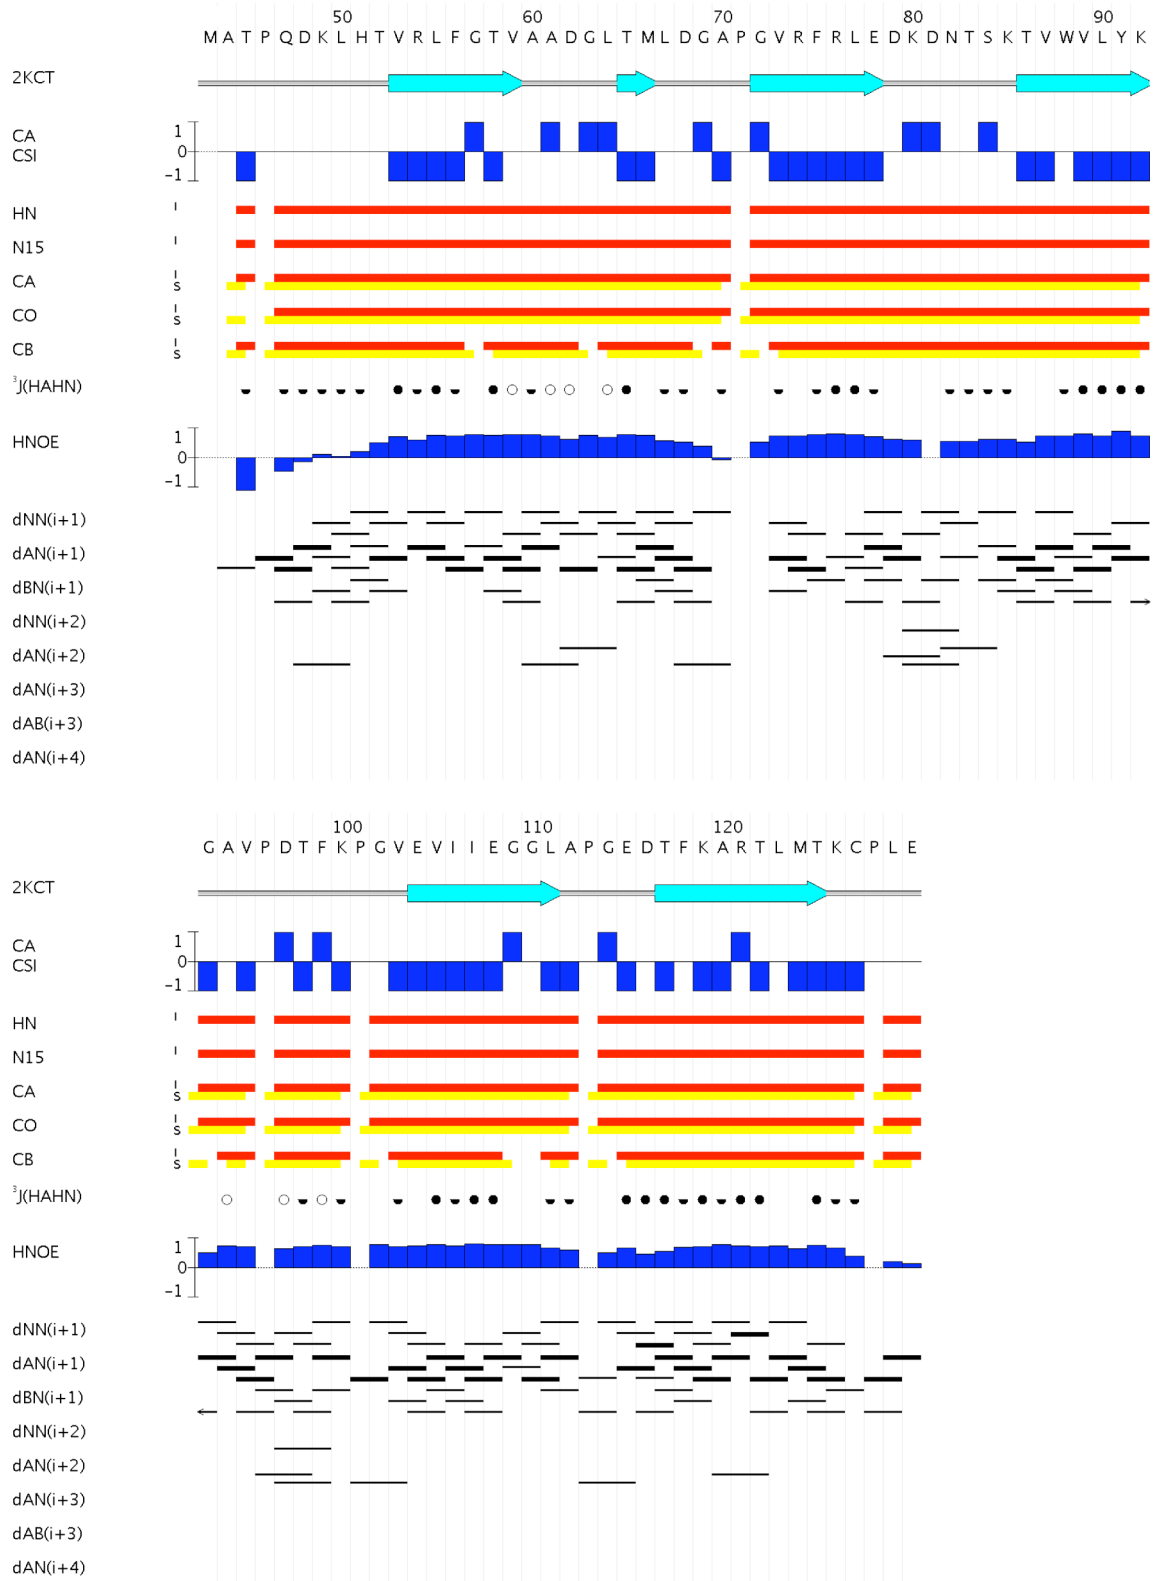 50 60 70 80 90
M A T P Q D K L H T V R L F G T V A A D G L T M L D G A P G V R F R L E D K D N T S K T V W V L Y K
2KCT
CA 1
CSI 0
-1
HN I
N15 I
CA I
S
CO I
S
CB I
S
³J(HAHN)
HNOE 1
0
-1
dNN(i+1)
dAN(i+1)
dBN(i+1)
dNN(i+2)
dAN(i+2)
dAN(i+3)
dAB(i+3)
dAN(i+4)
100 110 120
G A V P D T F K P G V E V I I E G G L A P G E D T F K A R T L M T K C P L E
2KCT
CA 1
CSI 0
-1
HN I
N15 I
CA I
S
CO I
S
CB I
S
³J(HAHN)
HNOE 1
0
-1
dNN(i+1)
dAN(i+1)
dBN(i+1)
dNN(i+2)
dAN(i+2)
dAN(i+3)
dAB(i+3)
dAN(i+4)